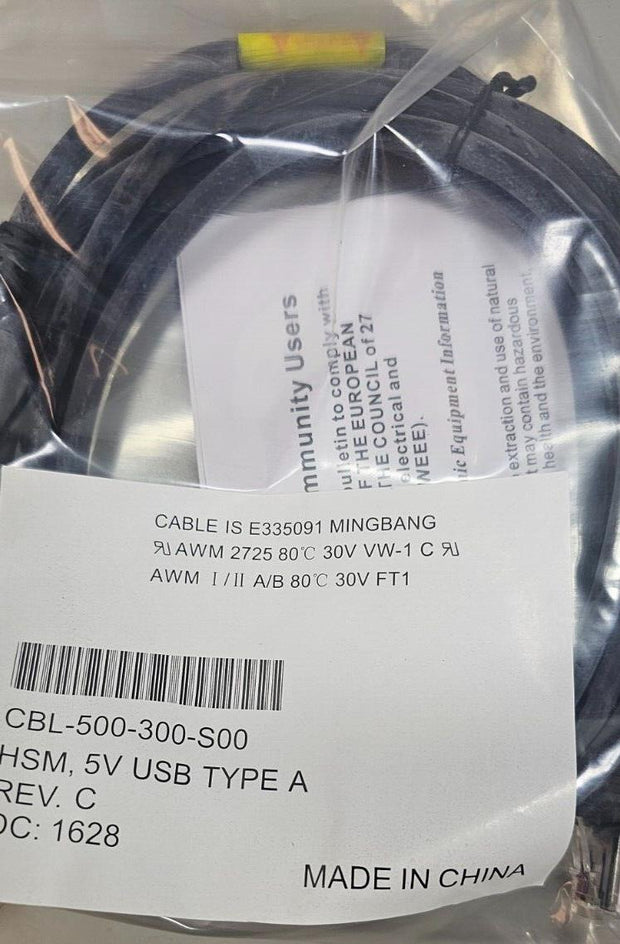 mmunity Users
ulletin to comply with
F THE EUROPEAN
THE COUNCIL of 27
electrical and
WEEE).
ic Equipment Information
extraction and use of natural
t may contain hazardous
health and the environment,
CABLE IS E335091 MINGBANG
AWM 2725 80℃ 30V VW-1 C
AWM I/II A/B 80℃ 30V FT1
CBL-500-300-S00
HSM, 5V USB TYPE A
REV. C
DC: 1628
MADE IN CHINA